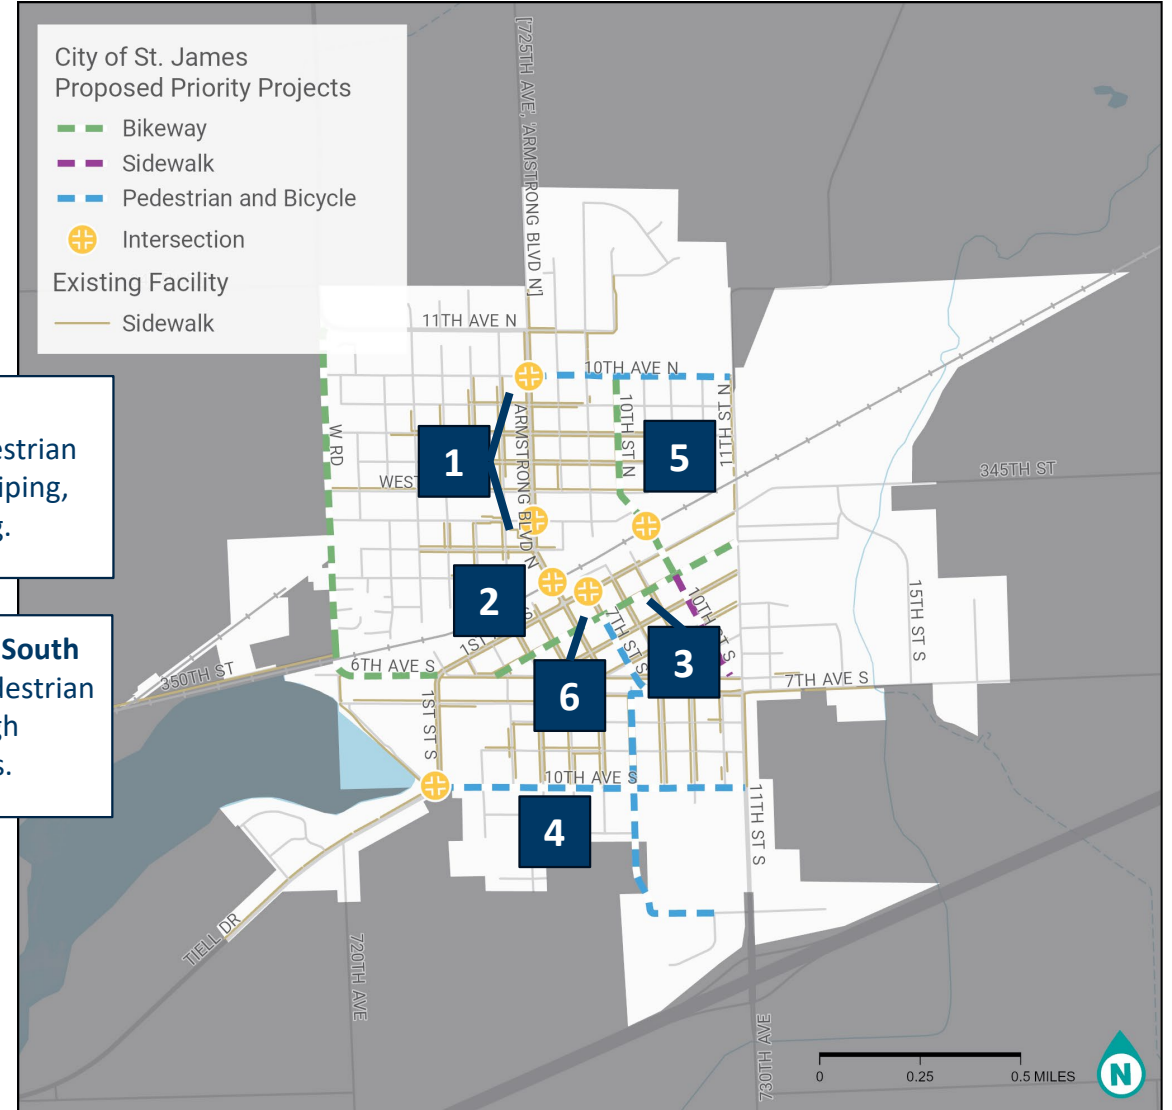 City of St. James
Proposed Priority Projects
Bikeway
Sidewalk
Pedestrian and Bicycle
Intersection
Existing Facility
Sidewalk
['725TH AVE', 'ARMSTRONG BLVD N']
11TH AVE N
10TH AVE N
10TH ST N
11TH ST N
W RD
ARMSTRONG BLVD N
WEST
345TH ST
1
5
2
3
6
4
1ST
7TH ST S
10TH ST S
15TH ST S
350TH ST
6TH AVE S
7TH AVE S
1ST ST S
10TH AVE S
11TH ST S
TIELL DR
720TH AVE
730TH AVE
0
0.25
0.5 MILES
N
South